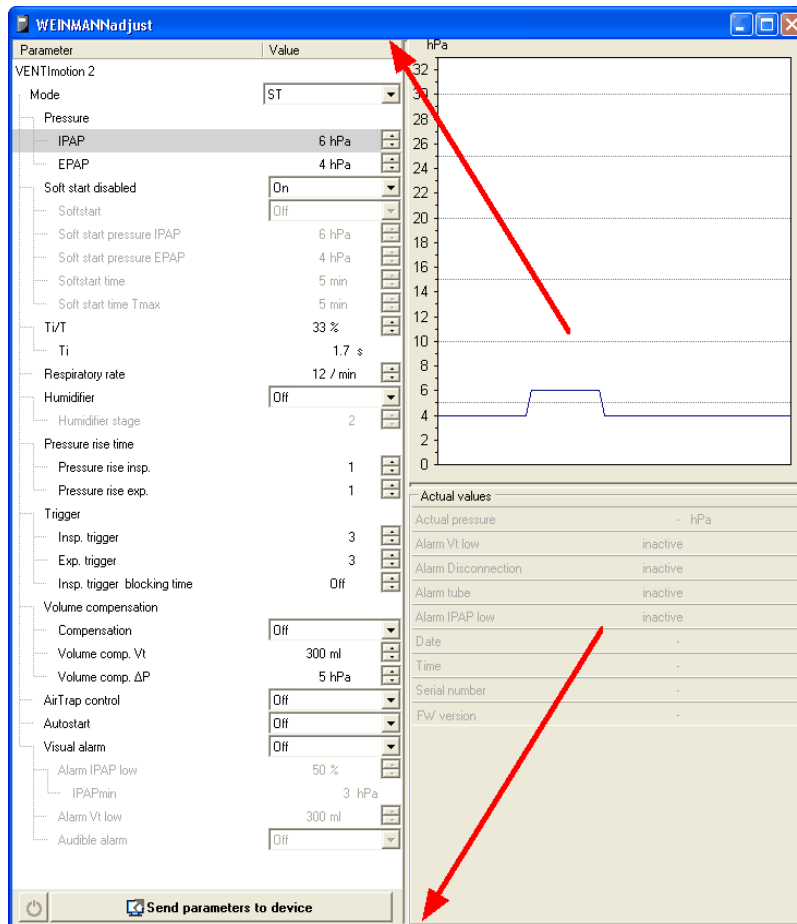 WEINMANNadjust
Parameter Value
VENTImotion 2
Mode ST
Pressure
IPAP 6 hPa
EPAP 4 hPa
Soft start disabled On
Softstart Off
Soft start pressure IPAP 6 hPa
Soft start pressure EPAP 4 hPa
Softstart time 5 min
Soft start time Tmax 5 min
Ti/T 33 %
Ti 1.7 s
Respiratory rate 12 / min
Humidifier Off
Humidifier stage 2
Pressure rise time
Pressure rise insp. 1
Pressure rise exp. 1
Trigger
Insp. trigger 3
Exp. trigger 3
Insp. trigger blocking time Off
Volume compensation
Compensation Off
Volume comp. Vt 300 ml
Volume comp. ΔP 5 hPa
AirTrap control Off
Autostart Off
Visual alarm Off
Alarm IPAP low 50 %
IPAPmin 3 hPa
Alarm Vt low 300 ml
Audible alarm Off
Send parameters to device
hPa
32
30
28
26
24
22
20
18
16
14
12
10
8
6
4
2
0
Actual values
Actual pressure - hPa
Alarm Vt low inactive
Alarm Disconnection inactive
Alarm tube inactive
Alarm IPAP low inactive
Date -
Time -
Serial number -
FW version -